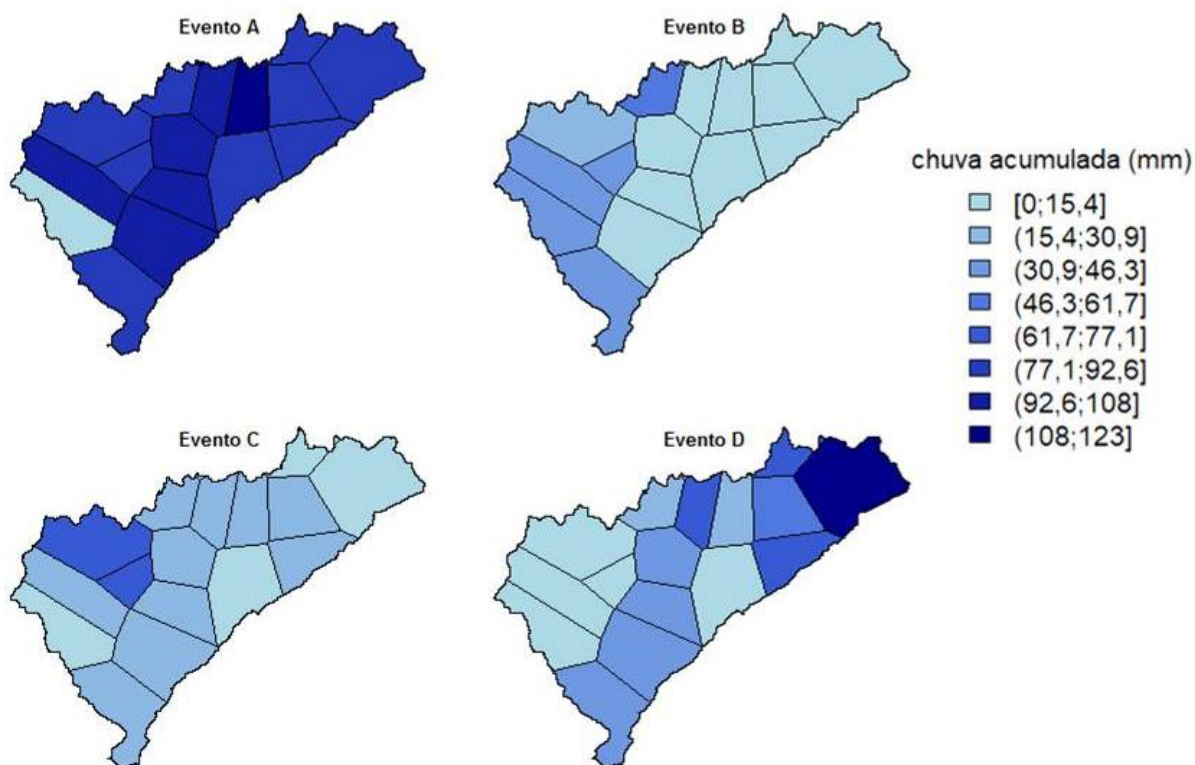 Evento A
Evento B
chuva acumulada (mm)
[0;15,4]
(15,4;30,9]
(30,9;46,3]
(46,3;61,7]
(61,7;77,1]
(77,1;92,6]
(92,6;108]
(108;123]
Evento C
Evento D